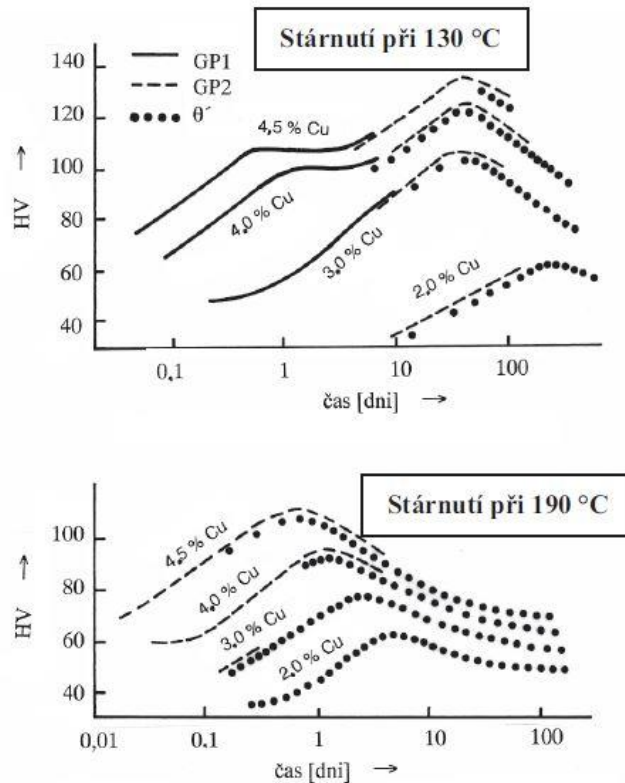 Stárnutí při 130 °C
GP1
GP2
θ´
140
120
100
80
60
40
HV →
4,5 % Cu
4,0 % Cu
3,0 % Cu
2,0 % Cu
0,1 1 10 100
čas [dni] →
Stárnutí při 190 °C
100
80
60
40
HV →
4,5 % Cu
4,0 % Cu
3,0 % Cu
2,0 % Cu
0,01 0.1 1 10 100
čas [dni] →